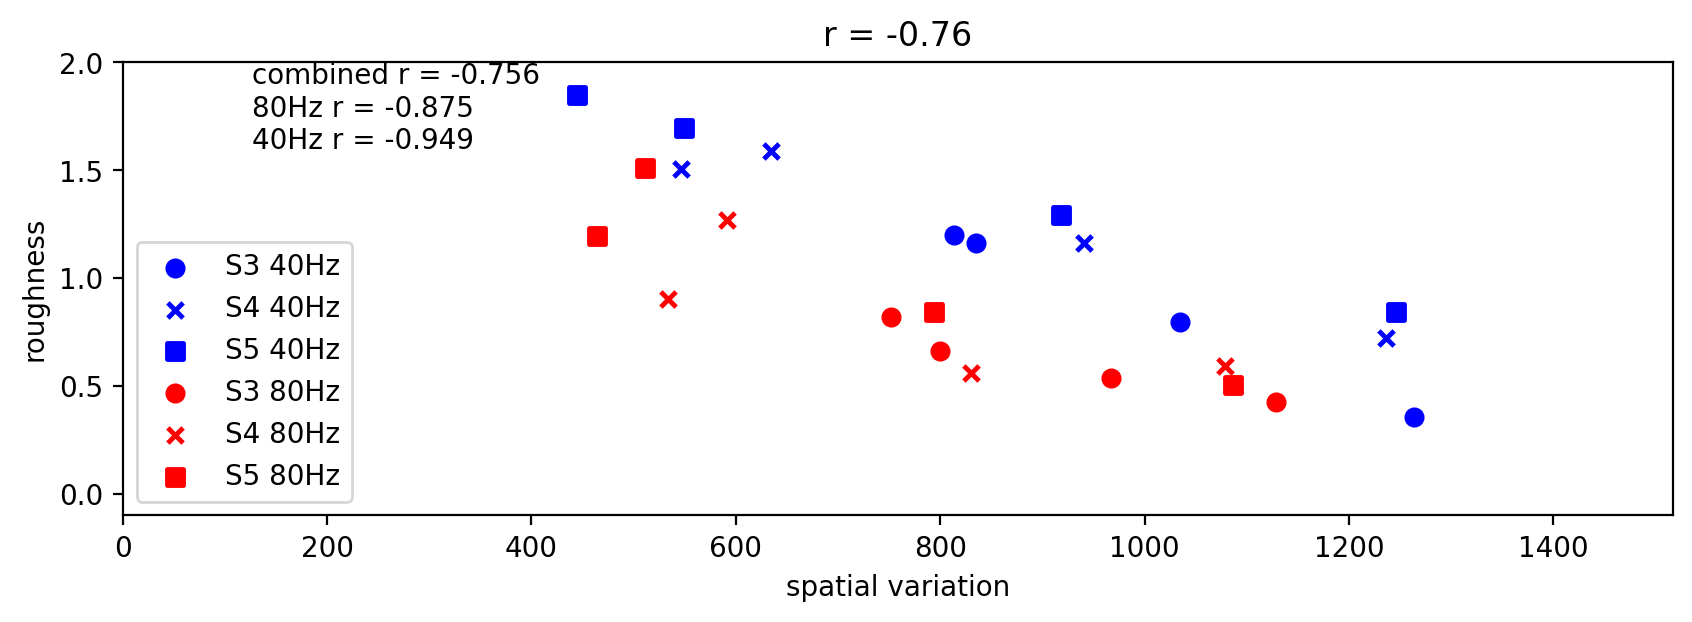 r = -0.76
combined r = -0.756
80Hz r = -0.875
40Hz r = -0.949
2.0
1.5
1.0
0.5
0.0
roughness
S3 40Hz
S4 40Hz
S5 40Hz
S3 80Hz
S4 80Hz
S5 80Hz
0 200 400 600 800 1000 1200 1400
spatial variation